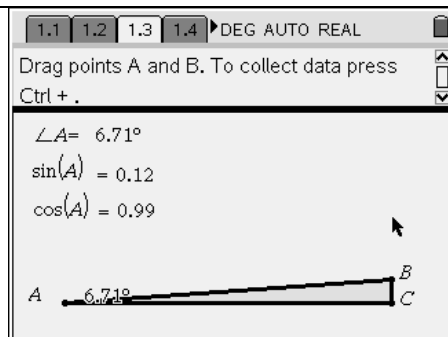 1.1 1.2 1.3 1.4 DEG AUTO REAL
Drag points A and B. To collect data press
Ctrl + .
∠A= 6.71°
sin(A) = 0.12
cos(A) = 0.99
B
A 6.71°
C